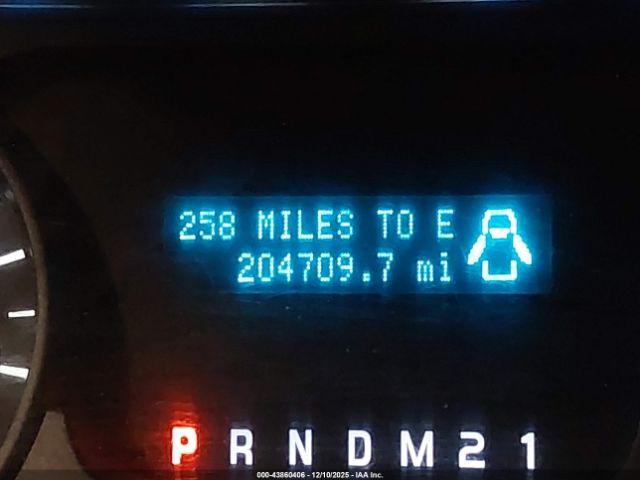 258 MILES TO E
204709.7 mi
P R N D M 2 1
000-43860406 - 12/10/2025 - IAA Inc.